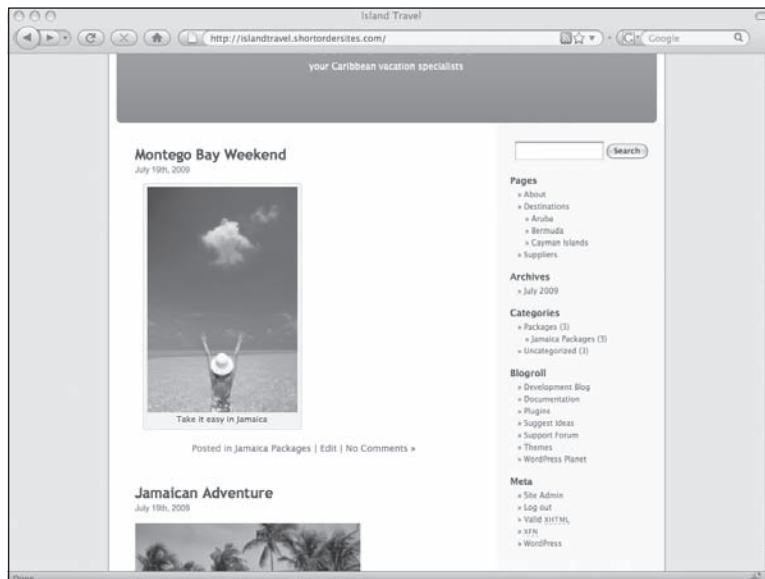 Island Travel
http://islandtravel.shortordersites.com/
Google
your Caribbean vacation specialists
Montego Bay Weekend
July 19th, 2009
Take it easy in Jamaica
Posted in Jamaica Packages | Edit | No Comments »
Jamaican Adventure
July 19th, 2009
Search
Pages
» About
» Destinations
» Aruba
» Bermuda
» Cayman Islands
» Suppliers
Archives
» July 2009
Categories
» Packages (3)
» Jamaica Packages (3)
» Uncategorized (3)
Blogroll
» Development Blog
» Documentation
» Plugins
» Suggest Ideas
» Support Forum
» Themes
» WordPress Planet
Meta
» Site Admin
» Log out
» Valid XHTML
» XFN
» WordPress
Done